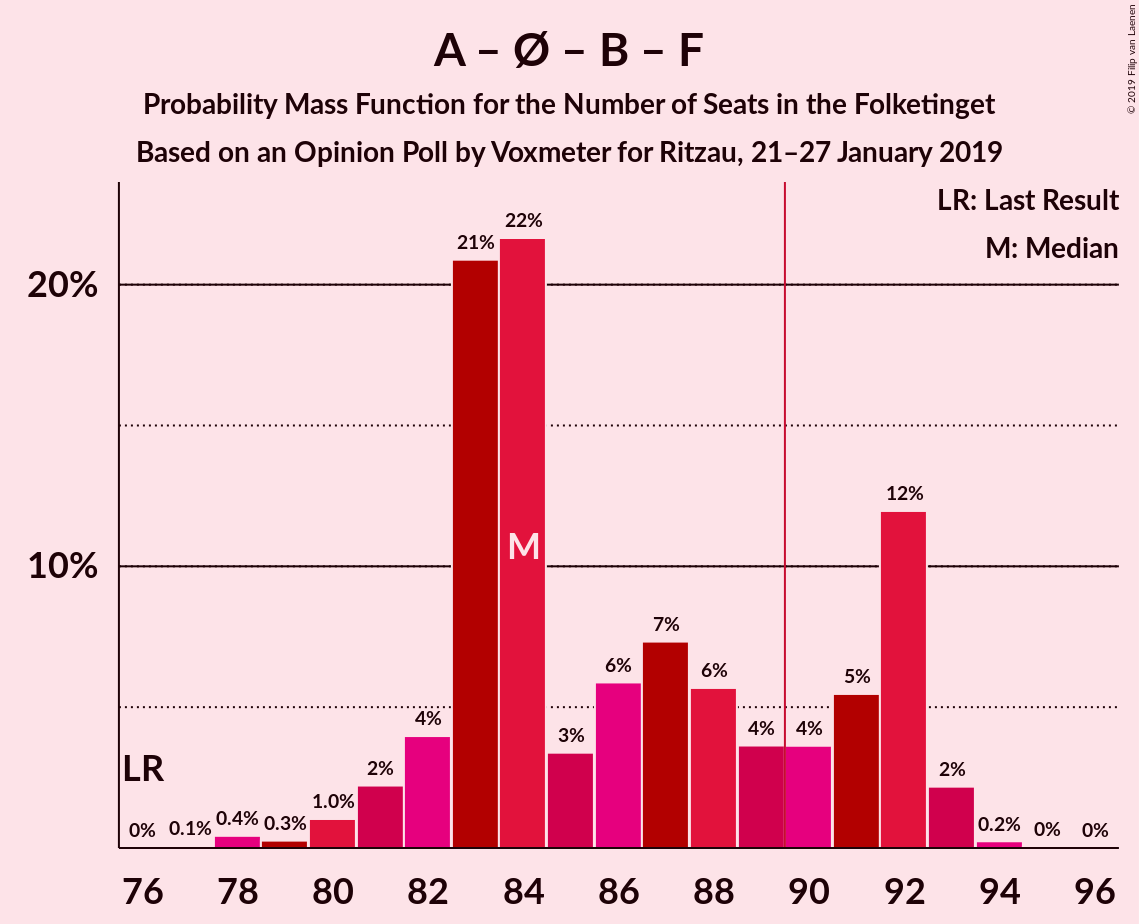 A – Ø – B – F
Probability Mass Function for the Number of Seats in the Folketinget
Based on an Opinion Poll by Voxmeter for Ritzau, 21–27 January 2019
© 2019 Filip van Laenen
LR: Last Result
M: Median
20%
10%
LR
M
0%
0.1%
0.4%
0.3%
1.0%
2%
4%
21%
22%
3%
6%
7%
6%
4%
4%
5%
12%
2%
0.2%
0%
0%
76 78 80 82 84 86 88 90 92 94 96